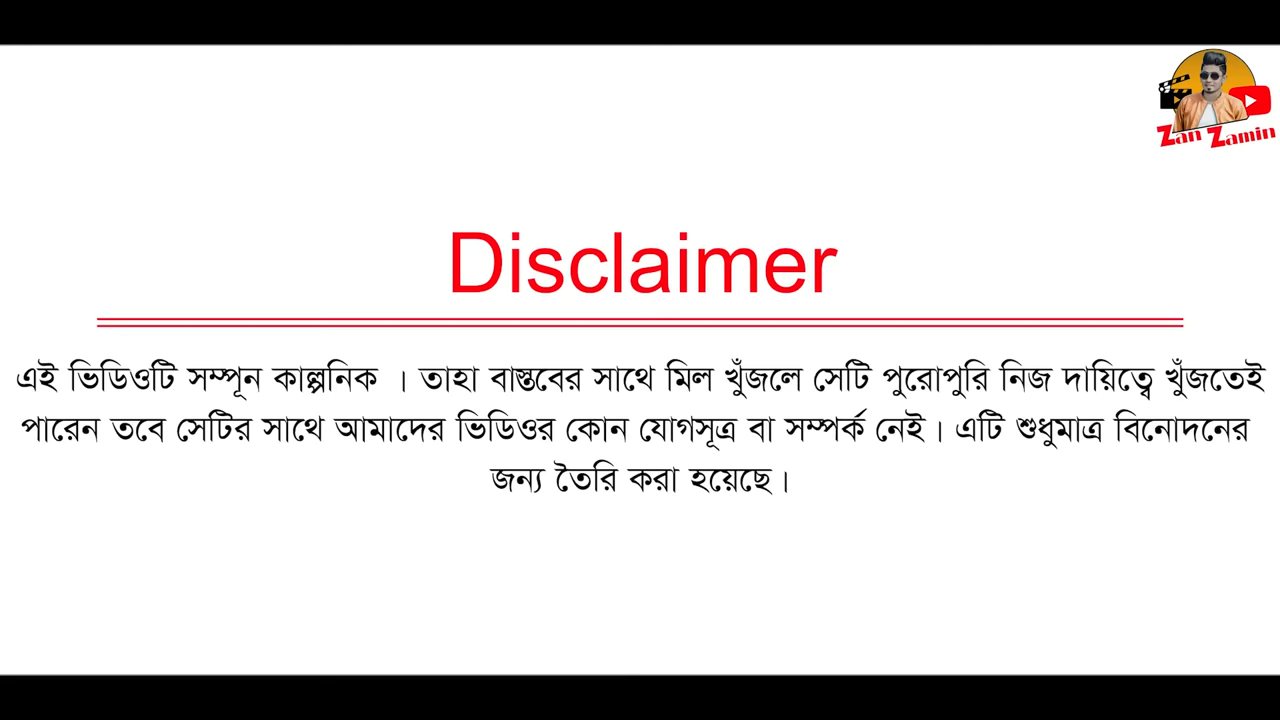 Zan Zamin
Disclaimer
এই ভিডিওটি সম্পূন কাল্পনিক । তাহা বাস্তবের সাথে মিল খুঁজলে সেটি পুরোপুরি নিজ দায়িত্বে খুঁজতেই
পারেন তবে সেটির সাথে আমাদের ভিডিওর কোন যোগসূত্র বা সম্পর্ক নেই। এটি শুধুমাত্র বিনোদনের
জন্য তৈরি করা হয়েছে।